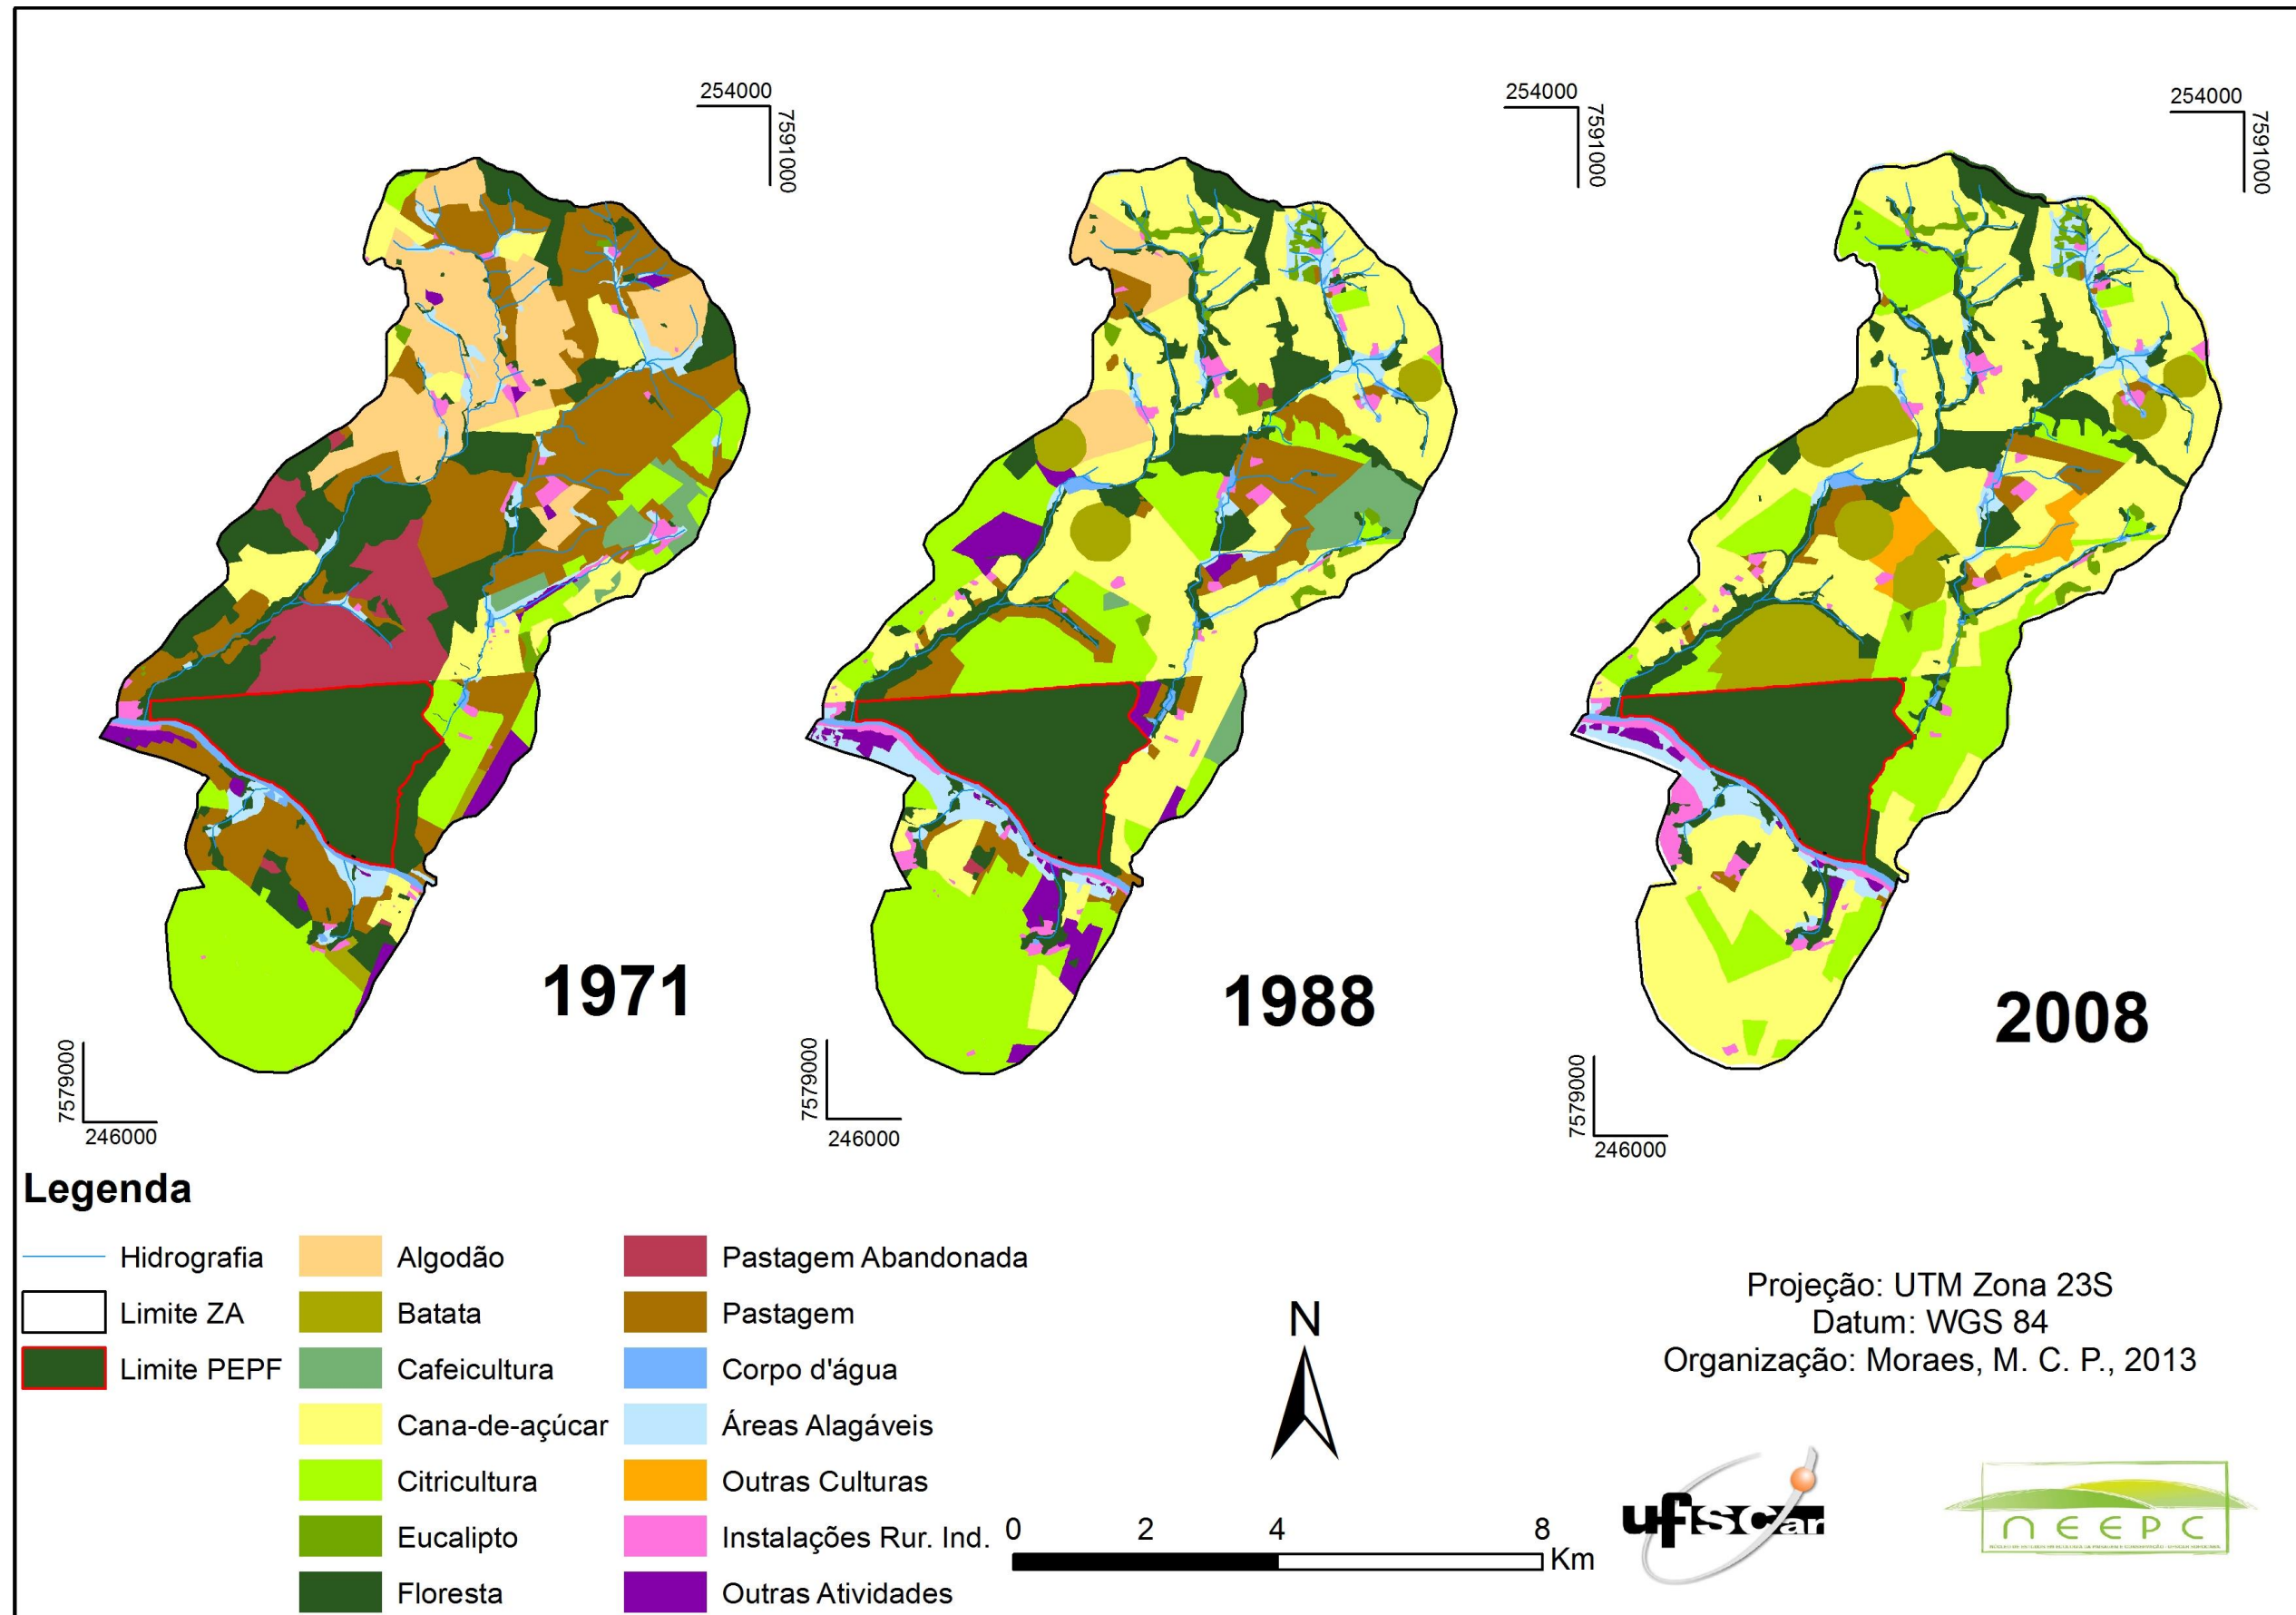 254000
7591000
254000
7591000
254000
7591000
1971
1988
2008
7579000
246000
7579000
246000
7579000
246000
Legenda
Hidrografia
Limite ZA
Limite PEPF
Algodão
Batata
Cafeicultura
Cana-de-açúcar
Citricultura
Eucalipto
Floresta
Pastagem Abandonada
Pastagem
Corpo d'água
Áreas Alagáveis
Outras Culturas
Instalações Rur. Ind.
Outras Atividades
N
0 2 4 8
Km
Projeção: UTM Zona 23S
Datum: WGS 84
Organização: Moraes, M. C. P., 2013
ufscar
NEEPC